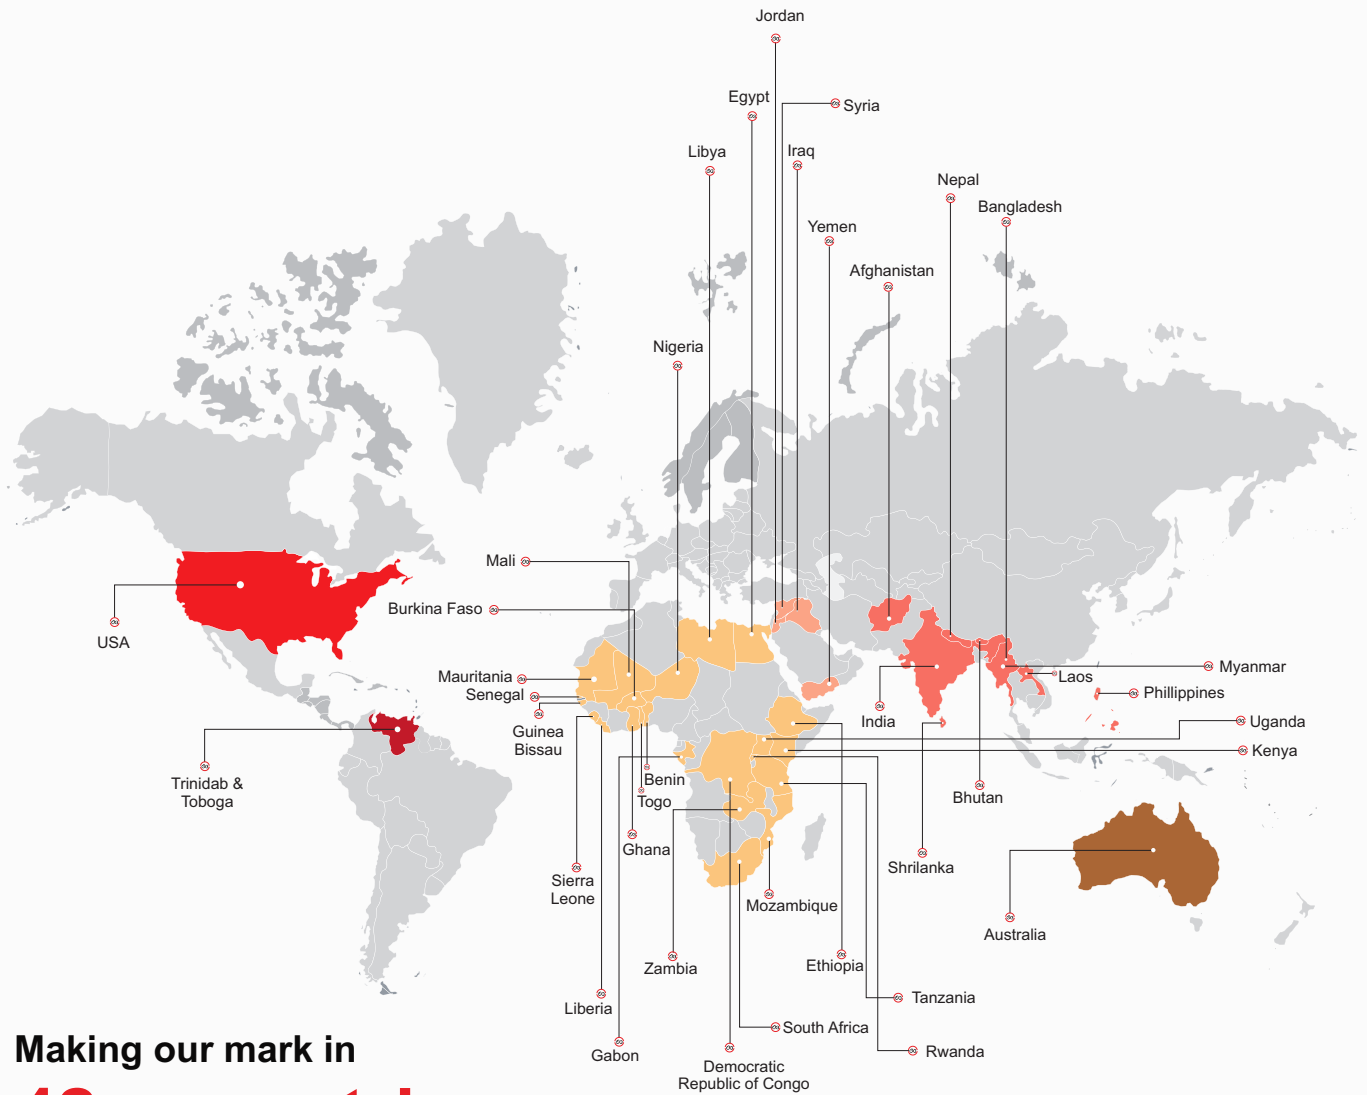 Jordan
Egypt
Syria
Libya
Iraq
Nepal
Bangladesh
Yemen
Afghanistan
Nigeria
Mali
Burkina Faso
USA
Mauritania
Senegal
Guinea
Bissau
Myanmar
Laos
Phillippines
India
Uganda
Kenya
Trinidab &
Toboga
Benin
Togo
Bhutan
Ghana
Shrilanka
Sierra
Leone
Mozambique
Australia
Zambia
Ethiopia
Tanzania
Liberia
South Africa
Gabon
Rwanda
Democratic
Republic of Congo
Making our mark in